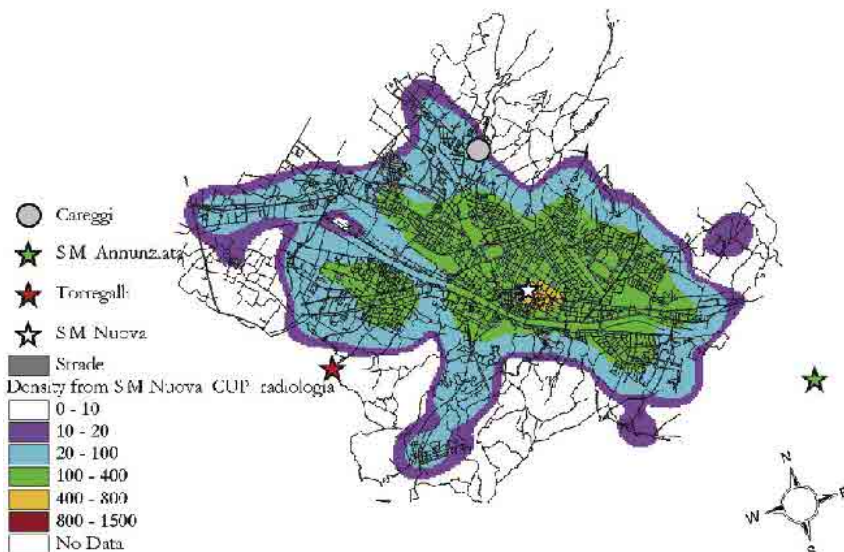 Careggi
S.M. Annunziata
Torregalli
S.M. Nuova
Strade
Density from S.M. Nuova CUP radiologia
0 - 10
10 - 20
20 - 100
100 - 400
400 - 800
800 - 1500
No Data
N
W
E
S